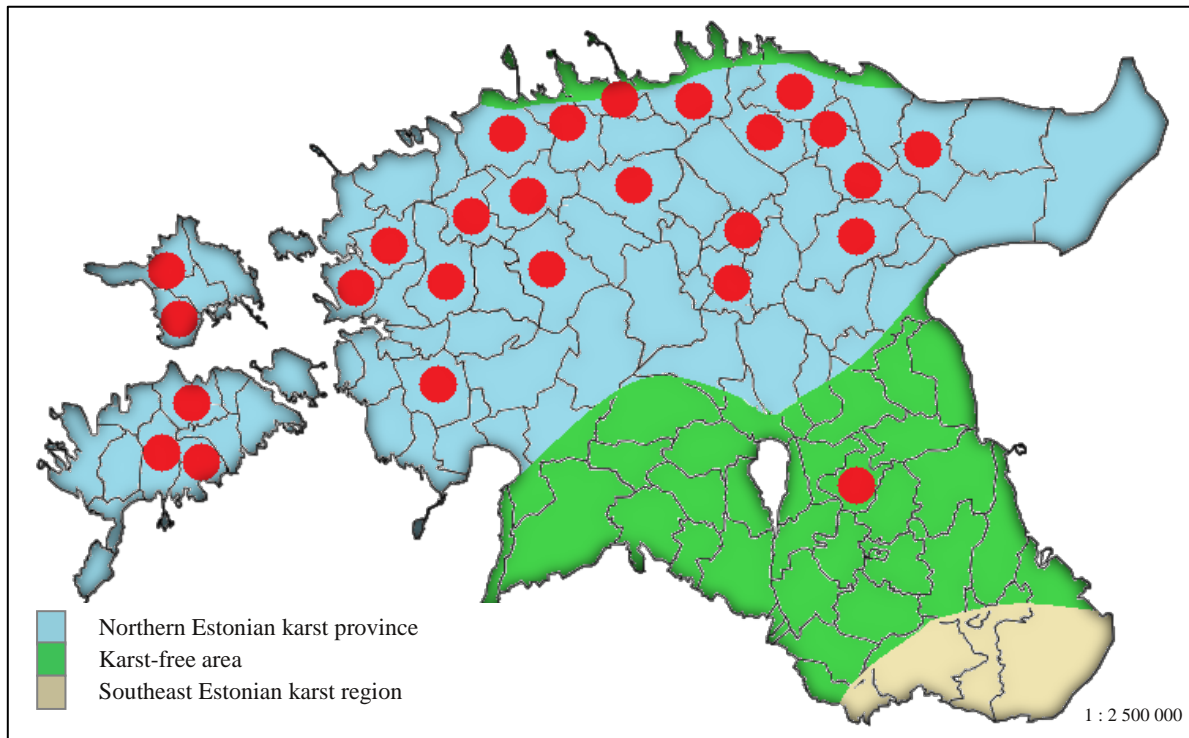 Northern Estonian karst province
Karst-free area
Southeast Estonian karst region
1 : 2 500 000